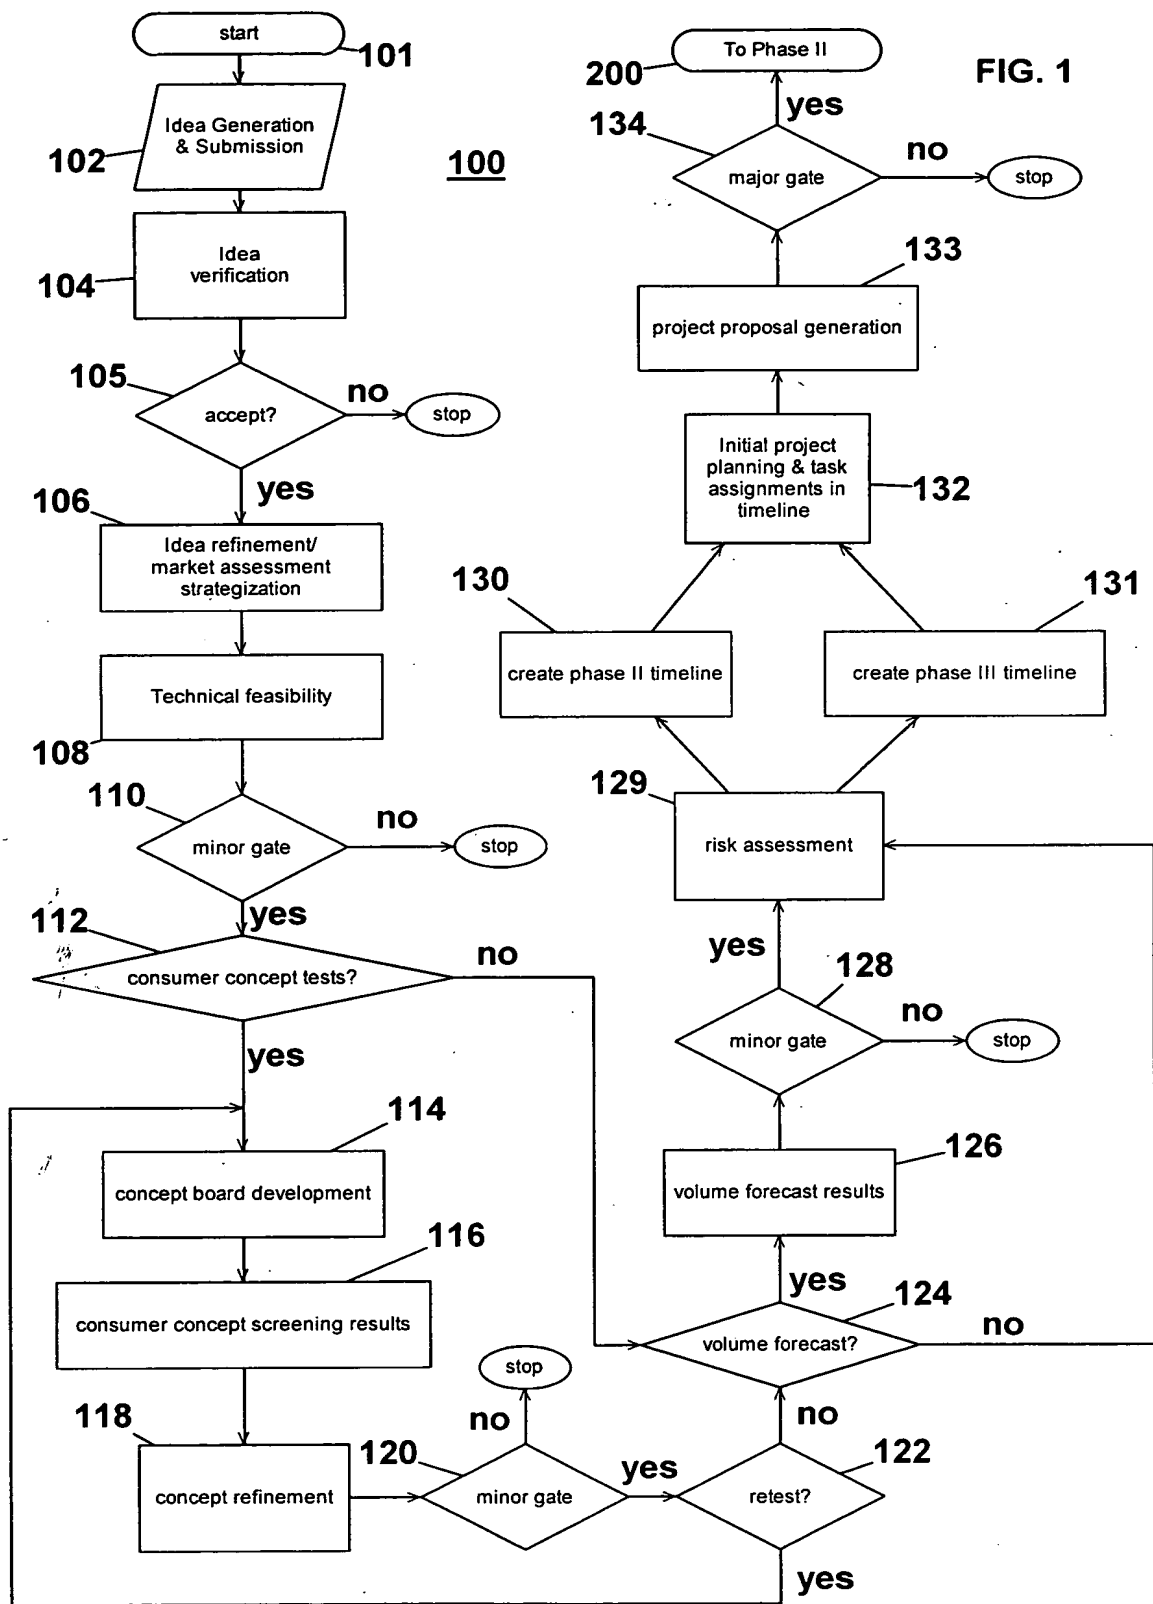 start
101
Idea Generation
& Submission
102
100
Idea
verification
104
105
accept?
no
stop
yes
106
Idea refinement/
market assessment
strategization
Technical feasibility
108
110
minor gate
no
stop
yes
112
consumer concept tests?
no
yes
114
concept board development
116
consumer concept screening results
118
concept refinement
120
minor gate
no
stop
yes
122
retest?
yes
no
124
volume forecast?
no
yes
126
volume forecast results
128
minor gate
no
stop
yes
129
risk assessment
130
create phase II timeline
131
create phase III timeline
Initial project
planning & task
assignments in
timeline
132
133
project proposal generation
134
major gate
no
stop
yes
To Phase II
200
FIG. 1